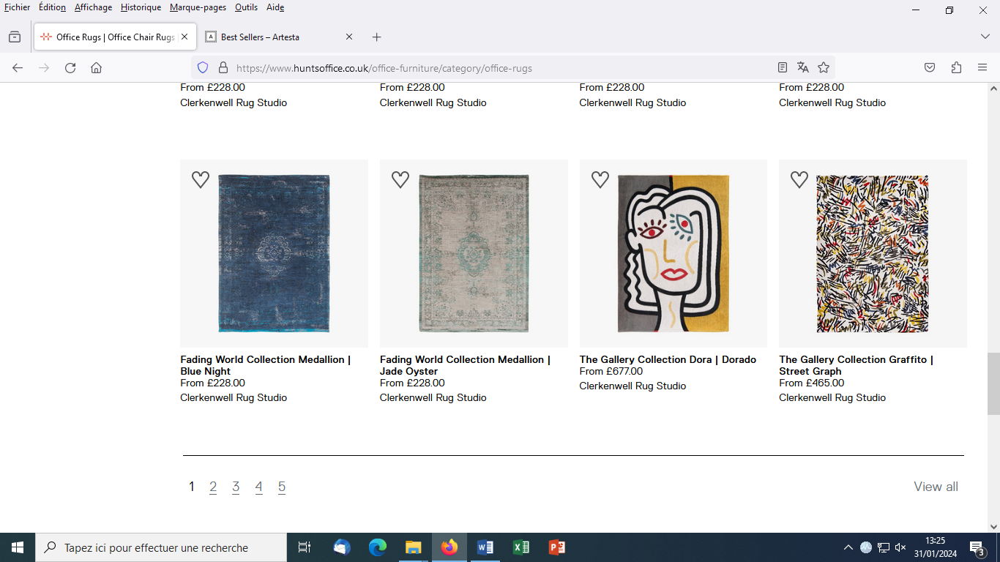 Fichier Édition Affichage Historique Marque-pages Outils Aide
Office Rugs | Office Chair Rugs
Best Sellers – Artesta
https://www.huntsoffice.co.uk/office-furniture/category/office-rugs
From £228.00 From £228.00 From £228.00 From £228.00
Clerkenwell Rug Studio Clerkenwell Rug Studio Clerkenwell Rug Studio Clerkenwell Rug Studio
Fading World Collection Medallion |
Blue Night
From £228.00
Clerkenwell Rug Studio
Fading World Collection Medallion |
Jade Oyster
From £228.00
Clerkenwell Rug Studio
The Gallery Collection Dora | Dorado
From £677.00
Clerkenwell Rug Studio
The Gallery Collection Graffito |
Street Graph
From £465.00
Clerkenwell Rug Studio
1 2 3 4 5 View all
Tapez ici pour effectuer une recherche
13:25
31/01/2024
3